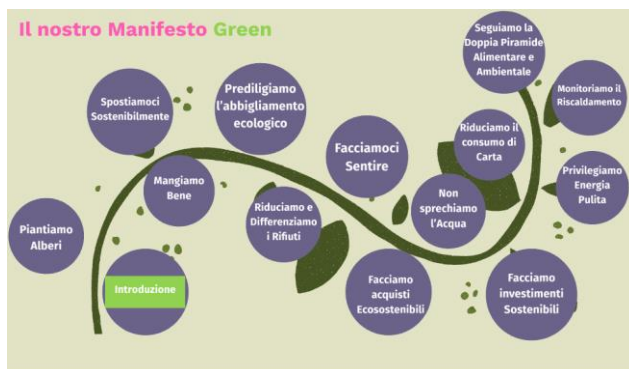 Il nostro Manifesto Green
Seguiamo la
Doppia Piramide
Alimentare e
Ambientale
Spostiamoci
Sostenibilmente
Prediligiamo
l'abbigliamento
ecologico
Monitoriamo il
Riscaldamento
Facciamoci
Sentire
Riduciamo il
consumo di
Carta
Mangiamo
Bene
Privilegiamo
Energia
Pulita
Piantiamo
Alberi
Riduciamo e
Differenziamo
i Rifiuti
Non
sprechiamo
l'Acqua
Introduzione
Facciamo
acquisti
Ecosostenibili
Facciamo
investimenti
Sostenibili